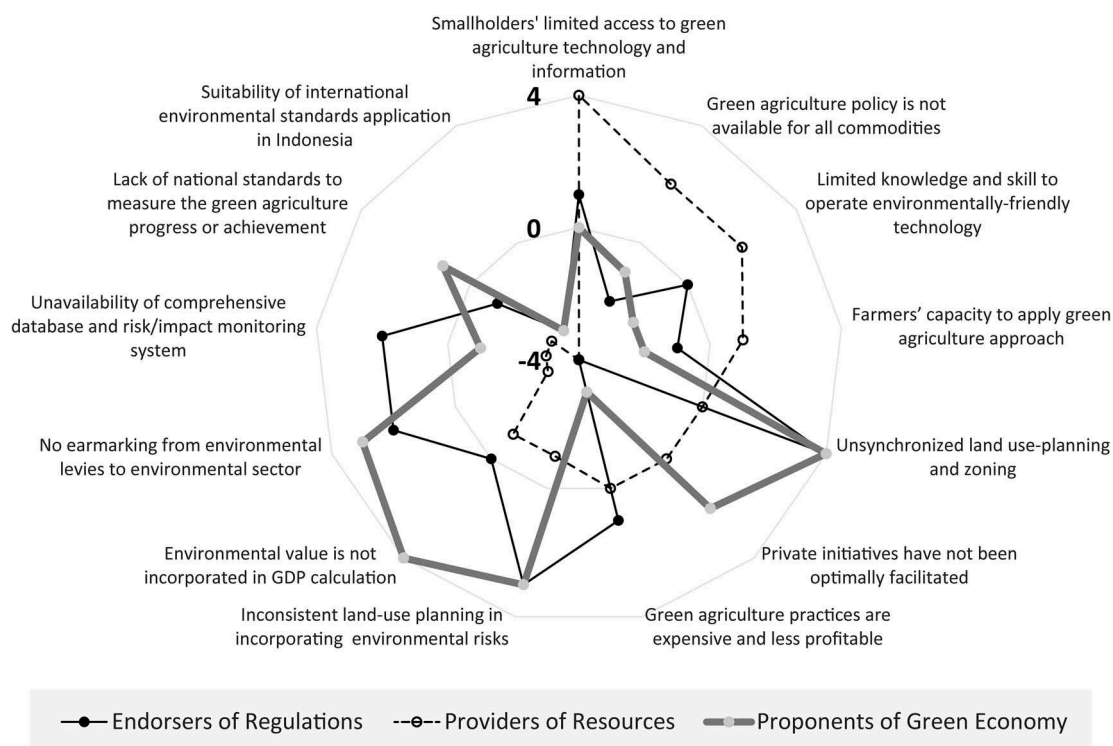 Smallholders' limited access to green
agriculture technology and
information
4
0
-4
Green agriculture policy is not
available for all commodities
Limited knowledge and skill to
operate environmentally-friendly
technology
Farmers’ capacity to apply green
agriculture approach
Unsynchronized land use-planning
and zoning
Private initiatives have not been
optimally facilitated
Green agriculture practices are
expensive and less profitable
Inconsistent land-use planning in
incorporating environmental risks
Environmental value is not
incorporated in GDP calculation
No earmarking from environmental
levies to environmental sector
Unavailability of comprehensive
database and risk/impact monitoring
system
Lack of national standards to
measure the green agriculture
progress or achievement
Suitability of international
environmental standards application
in Indonesia
Endorsers of Regulations
Providers of Resources
Proponents of Green Economy